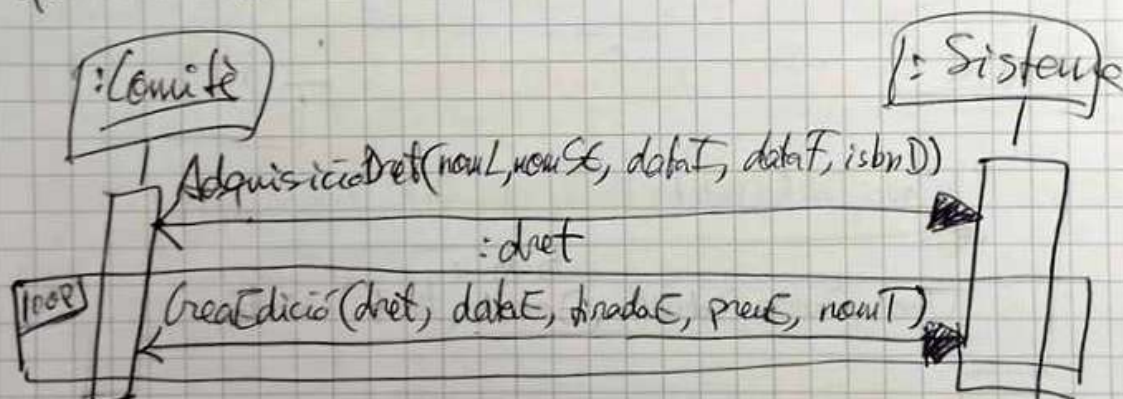 :Comitè
: Sistema
AdquisicióDret(nomL, nomSE, dataI, dataF, isbnD)
:dret
loop
CreaEdició(dret, dataE, tiradaE, preuE, nomT)